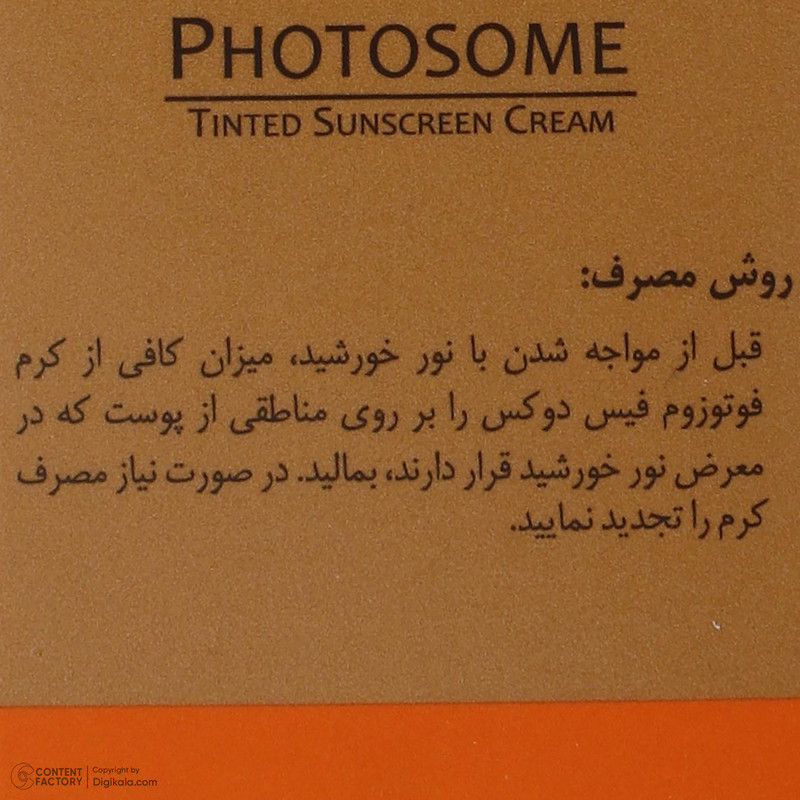 PHOTOSOME
TINTED SUNSCREEN CREAM
روش مصرف:
قبل از مواجه شدن با نور خورشید، میزان کافی از کرم
فوتوزوم فیس دوکس را بر روی مناطقی از پوست که در
معرض نور خورشید قرار دارند، بمالید. در صورت نیاز مصرف
کرم را تجدید نمایید.
CONTENT FACTORY
Copyright by
Digikala.com